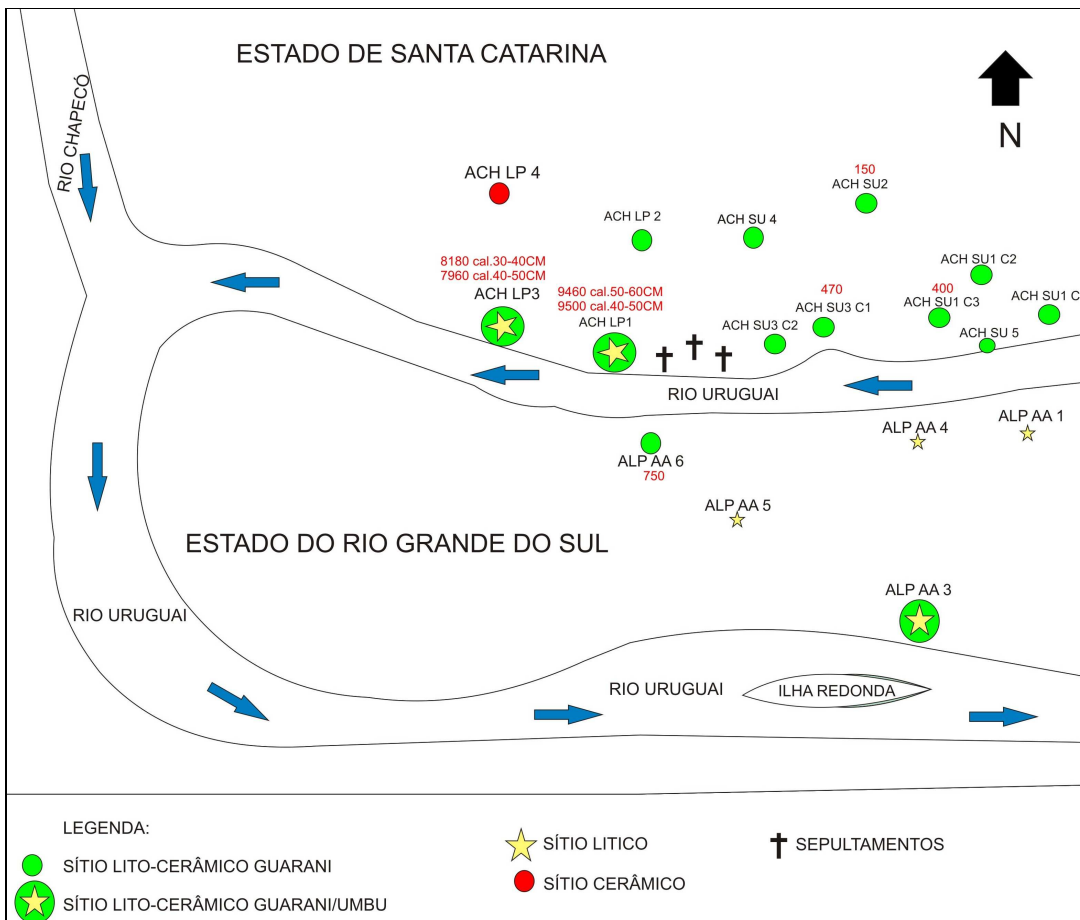 ESTADO DE SANTA CATARINA
RIO CHAPECÓ
N
ACH LP 4
150
ACH SU2
ACH LP 2
ACH SU 4
8180 cal.30-40CM
7960 cal.40-50CM
ACH LP3
9460 cal.50-60CM
9500 cal.40-50CM
ACH LP1
ACH SU1 C2
470
ACH SU3 C1
400
ACH SU1 C3
ACH SU1 C
ACH SU3 C2
ACH SU 5
RIO URUGUAI
ALP AA 4
ALP AA 1
ALP AA 6
750
ALP AA 5
ESTADO DO RIO GRANDE DO SUL
ALP AA 3
RIO URUGUAI
RIO URUGUAI
ILHA REDONDA
LEGENDA:
SÍTIO LITO-CERÂMICO GUARANI
SÍTIO LITO-CERÂMICO GUARANI/UMBU
SÍTIO LITICO
SÍTIO CERÂMICO
SEPULTAMENTOS